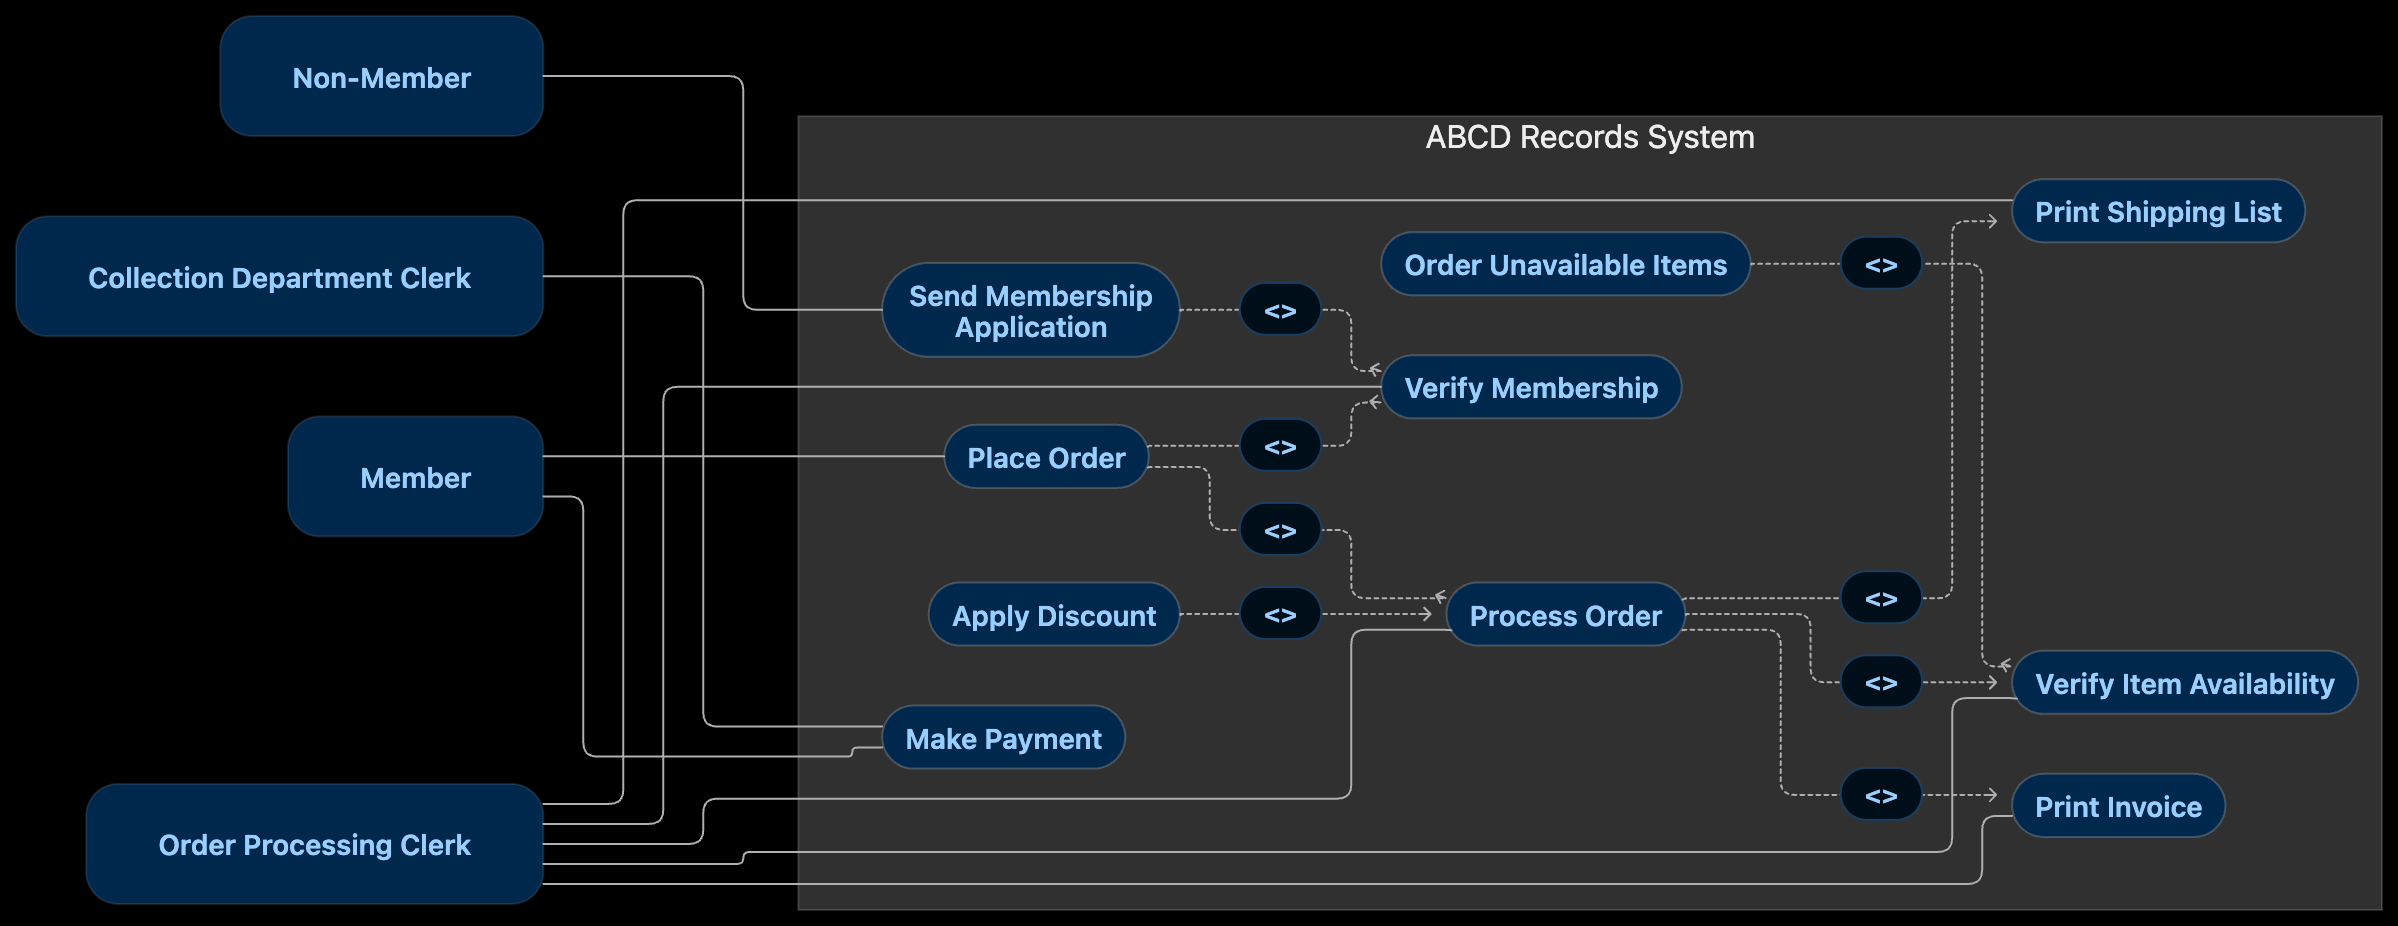 Non-Member
ABCD Records System
Print Shipping List
Order Unavailable Items
<>
Collection Department Clerk
Send Membership
Application
<>
Verify Membership
<>
Member
Place Order
<>
<>
Apply Discount
<>
Process Order
<>
Verify Item Availability
Make Payment
<>
Print Invoice
Order Processing Clerk